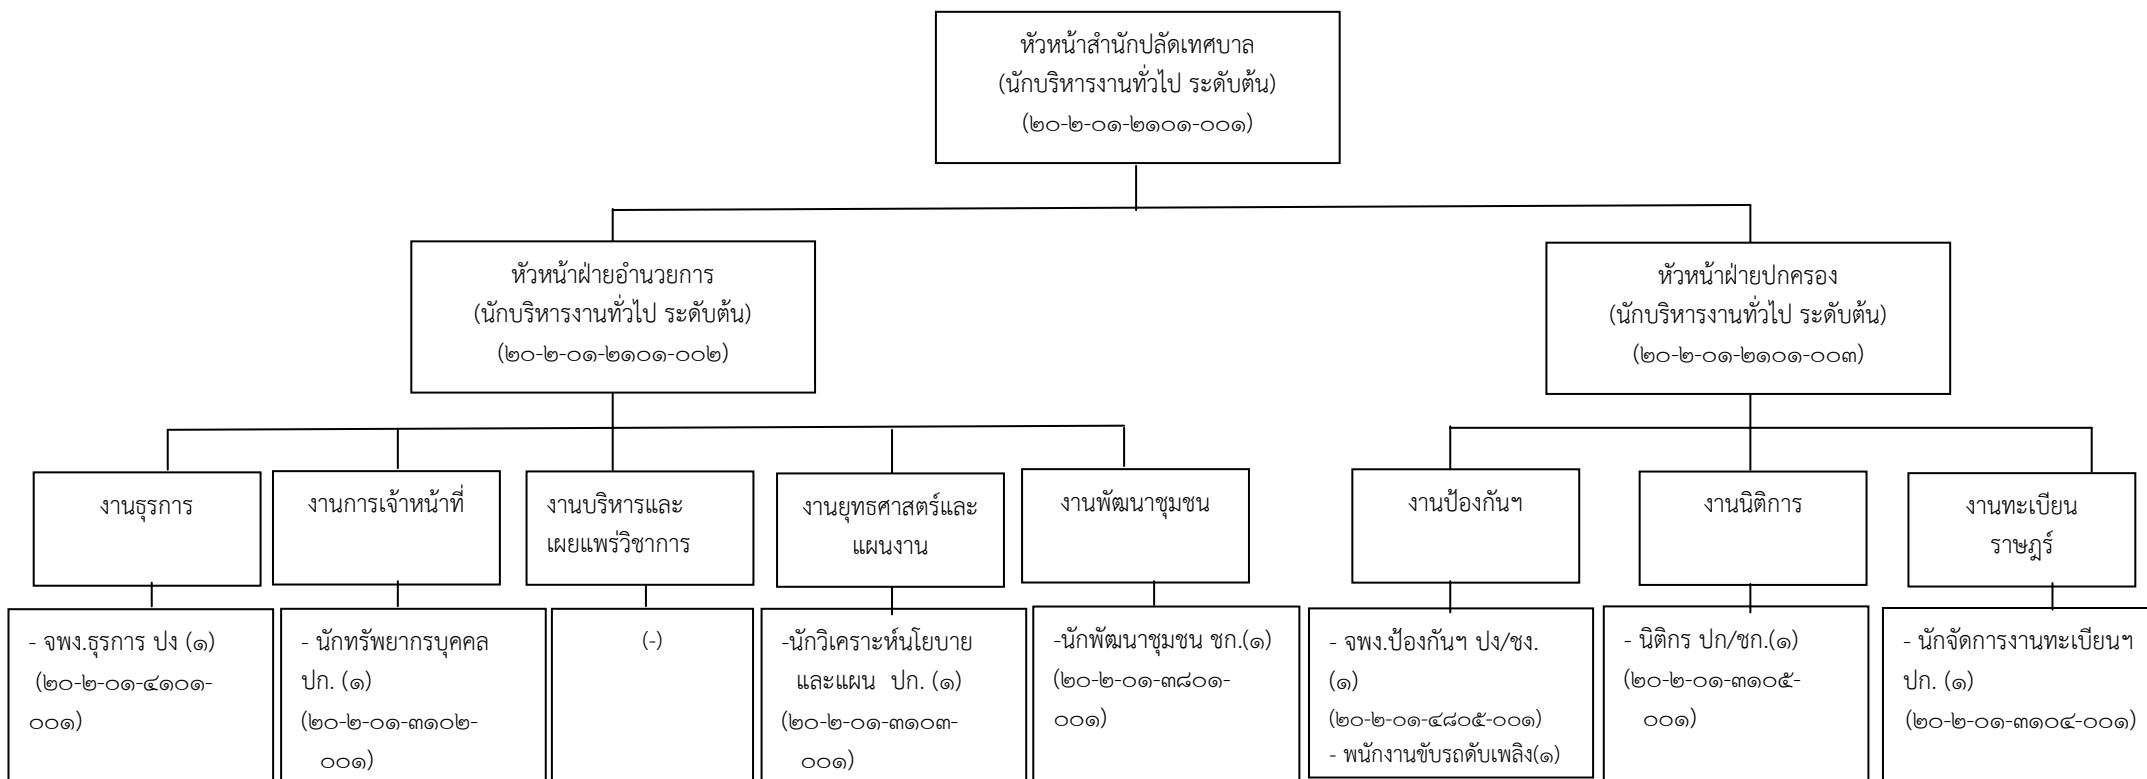 หัวหน้าสำนักปลัดเทศบาล
(นักบริหารงานทั่วไป ระดับต้น)
(๒๐-๒-๐๑-๒๑๐๑-๐๐๑)
หัวหน้าฝ่ายอำนวยการ
(นักบริหารงานทั่วไป ระดับต้น)
(๒๐-๒-๐๑-๒๑๐๑-๐๐๒)
หัวหน้าฝ่ายปกครอง
(นักบริหารงานทั่วไป ระดับต้น)
(๒๐-๒-๐๑-๒๑๐๑-๐๐๓)
งานธุรการ
งานการเจ้าหน้าที่
งานบริหารและ
เผยแพร่วิชาการ
งานยุทธศาสตร์และ
แผนงาน
งานพัฒนาชุมชน
งานป้องกันฯ
งานนิติการ
งานทะเบียน
ราษฎร์
- จพง.ธุรการ ปง (๑)
(๒๐-๒-๐๑-๔๑๐๑-
๐๐๑)
- นักทรัพยากรบุคคล
ปก. (๑)
(๒๐-๒-๐๑-๓๑๐๒-
๐๐๑)
(-)
-นักวิเคราะห์นโยบาย
และแผน ปก. (๑)
(๒๐-๒-๐๑-๓๑๐๓-
๐๐๑)
-นักพัฒนาชุมชน ชก.(๑)
(๒๐-๒-๐๑-๓๘๐๑-
๐๐๑)
- จพง.ป้องกันฯ ปง/ชง.
(๑)
(๒๐-๒-๐๑-๔๘๐๕-๐๐๑)
- พนักงานขับรถดับเพลิง(๑)
- นิติกร ปก/ชก.(๑)
(๒๐-๒-๐๑-๓๑๐๕-
๐๐๑)
- นักจัดการงานทะเบียนฯ
ปก. (๑)
(๒๐-๒-๐๑-๓๑๐๔-๐๐๑)